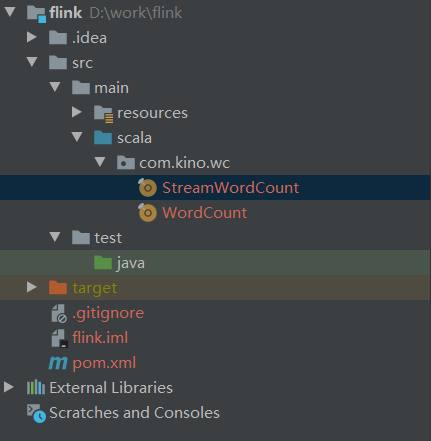 flink D:\work\flink
.idea
src
main
resources
scala
com.kino.wc
StreamWordCount
WordCount
test
java
target
.gitignore
flink.iml
pom.xml
External Libraries
Scratches and Consoles